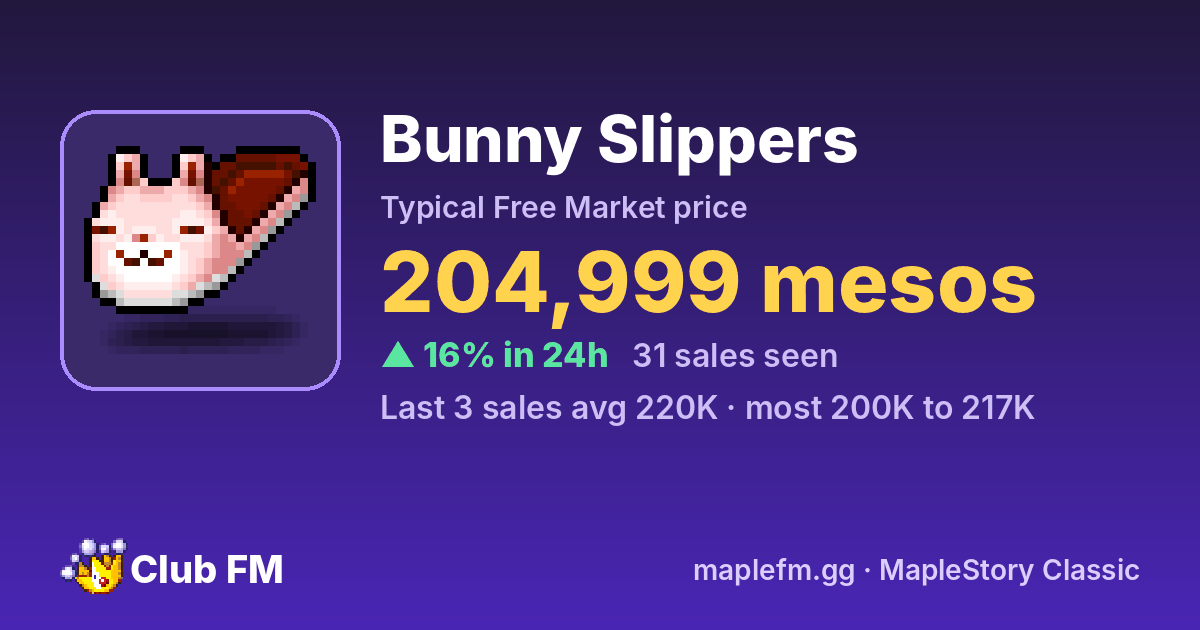 Bunny Slippers
Typical Free Market price
204,999 mesos
▲ 16% in 24h 31 sales seen
Last 3 sales avg 220K · most 200K to 217K
Club FM
maplefm.gg · MapleStory Classic